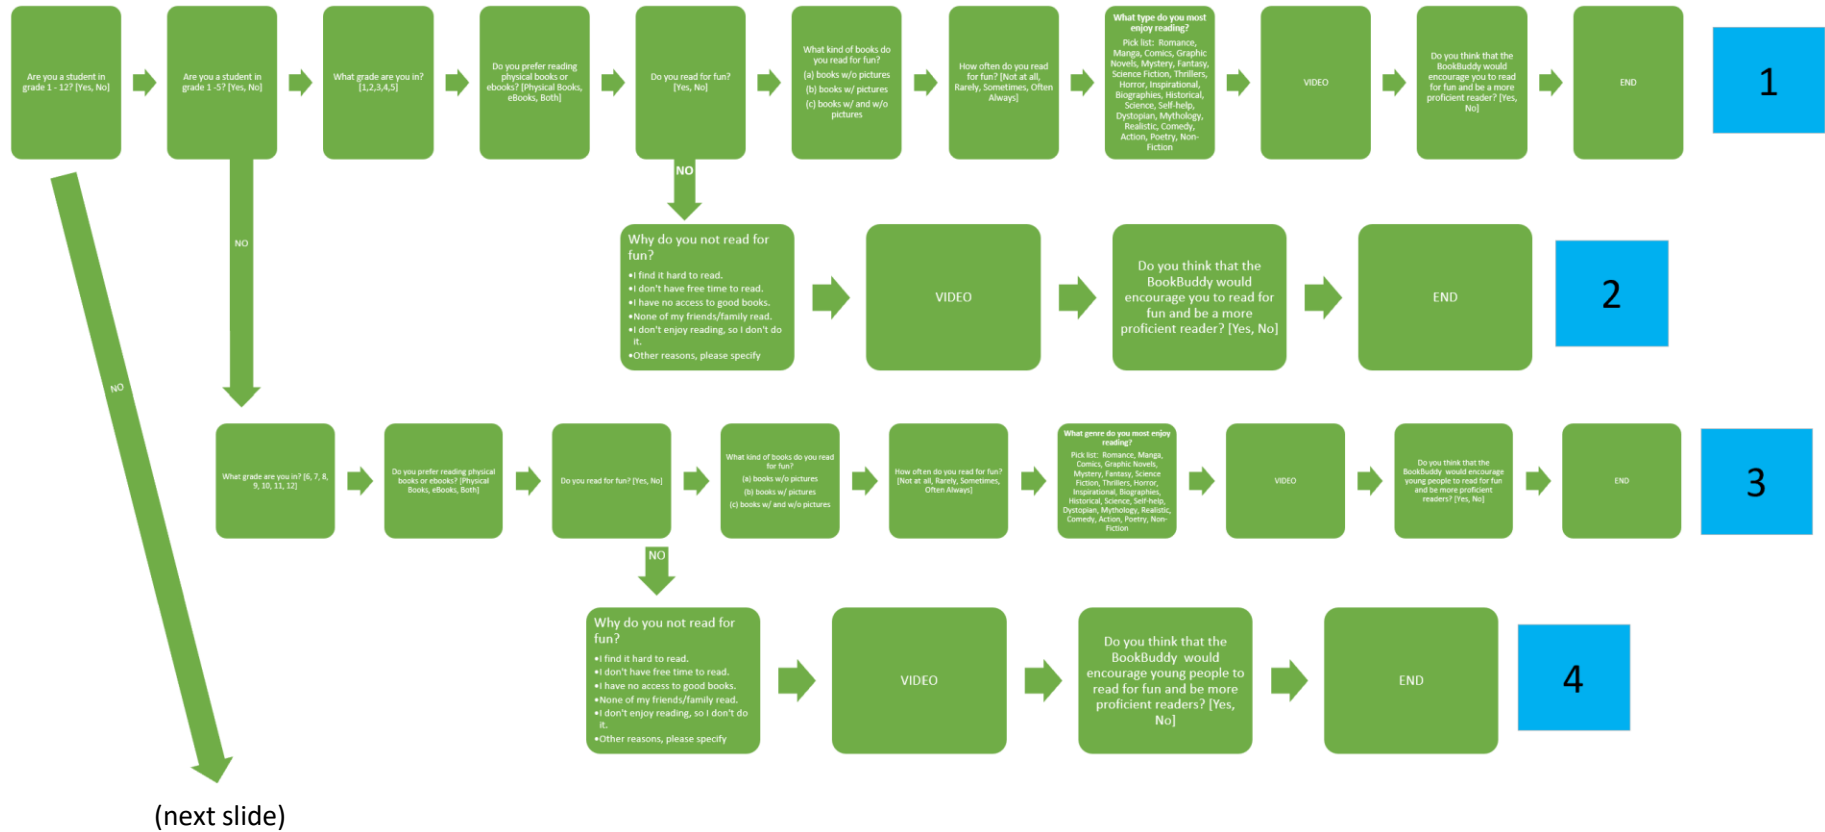 Are you a student in
grade 1 - 12? [Yes, No]
Are you a student in
grade 1 -5? [Yes, No]
What grade are you in?
[1,2,3,4,5]
Do you prefer reading
physical books or
ebooks? [Physical Books,
eBooks, Both]
Do you read for fun?
[Yes, No]
What kind of books do
you read for fun?
(a) books w/o pictures
(b) books w/ pictures
(c) books w/ and w/o
pictures
How often do you read
for fun? [Not at all,
Rarely, Sometimes, Often
Always]
What type do you most
enjoy reading?
Pick list: Romance,
Manga, Comics, Graphic
Novels, Mystery, Fantasy,
Science Fiction, Thrillers,
Horror, Inspirational,
Biographies, Historical,
Science, Self-help,
Dystopian, Mythology,
Realistic, Comedy,
Action, Poetry, Non-
Fiction
VIDEO
Do you think that the
BookBuddy would
encourage you to read
for fun and be a more
proficient reader? [Yes,
No]
END
1
NO
NO
NO
Why do you not read for
fun?
•I find it hard to read.
•I don't have free time to read.
•I have no access to good books.
•None of my friends/family read.
•I don't enjoy reading, so I don't do
it.
•Other reasons, please specify
VIDEO
Do you think that the
BookBuddy would
encourage you to read for
fun and be a more
proficient reader? [Yes, No]
END
2
What grade are you in? [6, 7, 8,
9, 10, 11, 12]
Do you prefer reading physical
books or ebooks? [Physical
Books, eBooks, Both]
Do you read for fun? [Yes, No]
What kind of books do you read
for fun?
(a) books w/o pictures
(b) books w/ pictures
(c) books w/ and w/o pictures
How often do you read for fun?
[Not at all, Rarely, Sometimes,
Often Always]
What genre do you most enjoy
reading?
Pick list: Romance, Manga,
Comics, Graphic Novels,
Mystery, Fantasy, Science
Fiction, Thrillers, Horror,
Inspirational, Biographies,
Historical, Science, Self-help,
Dystopian, Mythology, Realistic,
Comedy, Action, Poetry, Non-
Fiction
VIDEO
Do you think that the
BookBuddy would encourage
young people to read for fun
and be more proficient
readers? [Yes, No]
END
3
NO
Why do you not read for
fun?
•I find it hard to read.
•I don't have free time to read.
•I have no access to good books.
•None of my friends/family read.
•I don't enjoy reading, so I don't do
it.
•Other reasons, please specify
VIDEO
Do you think that the
BookBuddy would
encourage young people to
read for fun and be more
proficient readers? [Yes,
No]
END
4
(next slide)